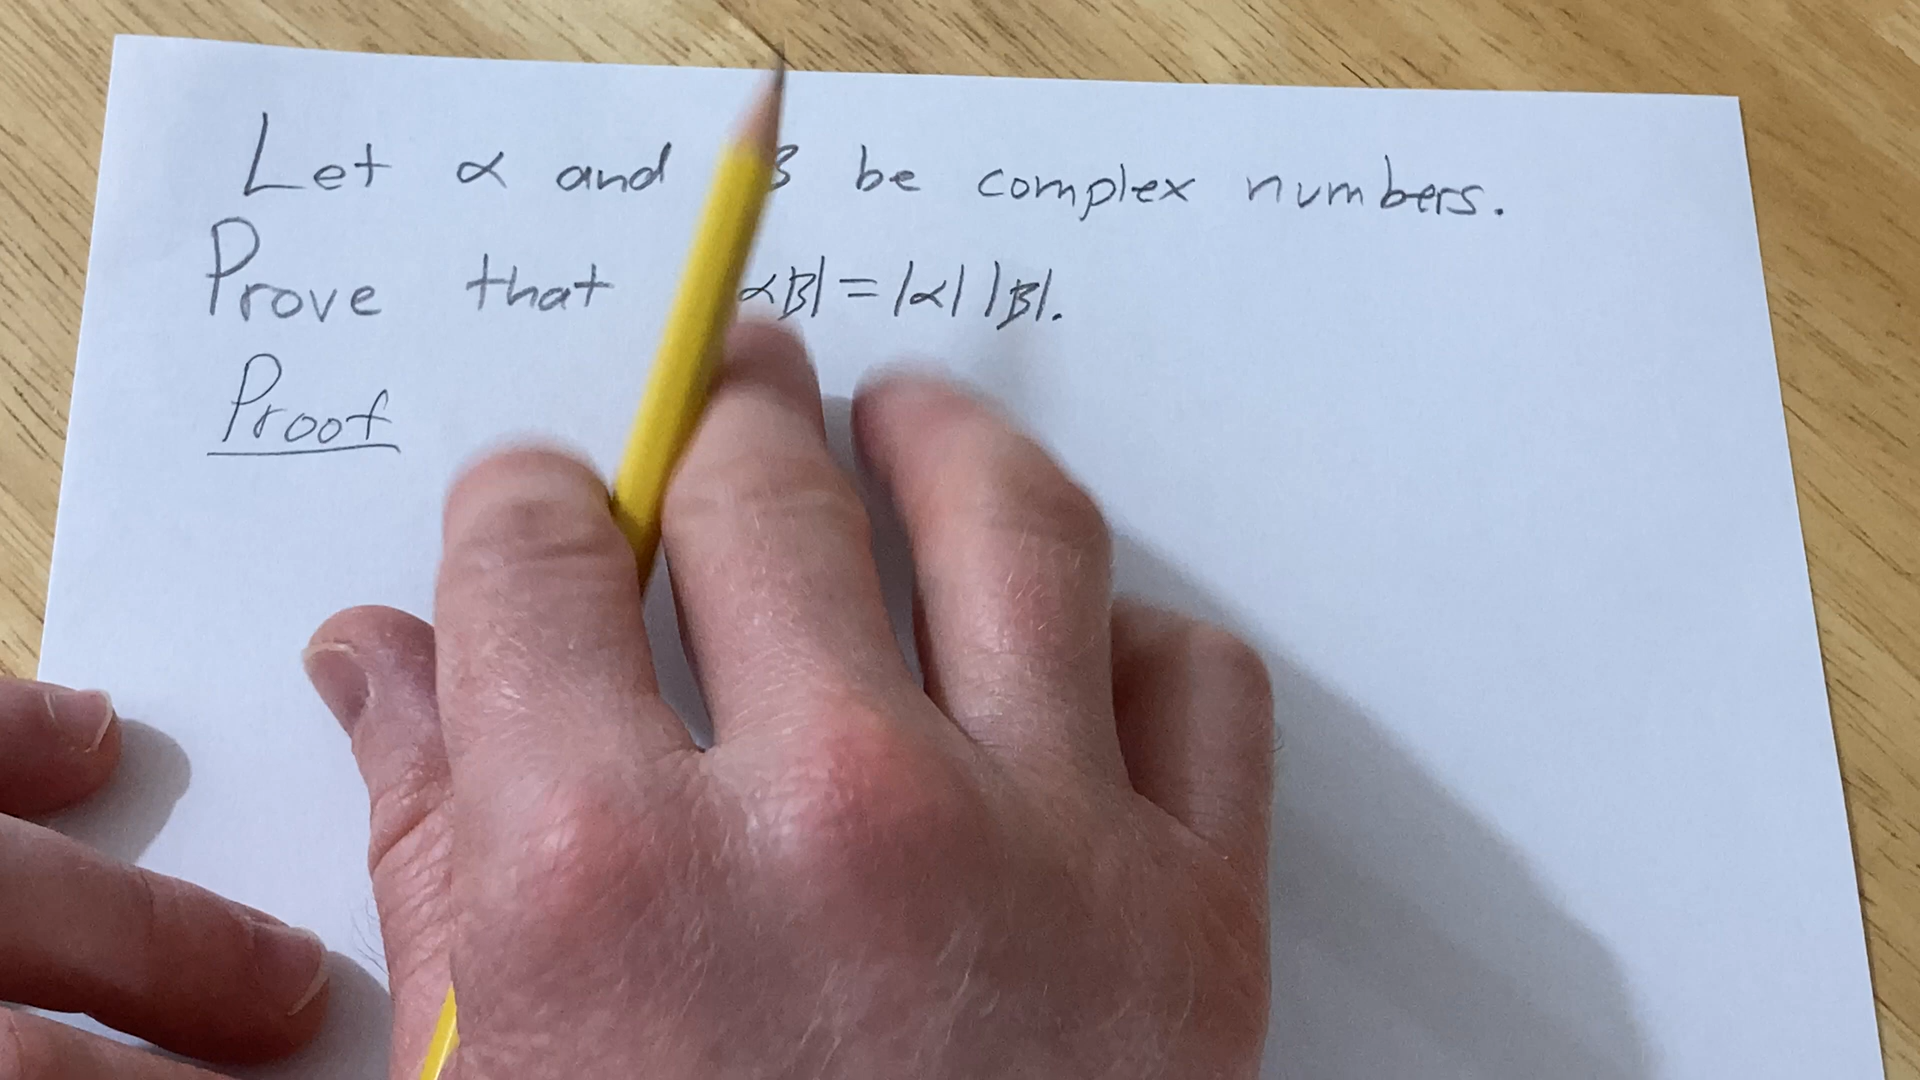 Let α and β be complex numbers.
Prove that αβ| = |α| |β|.
Proof